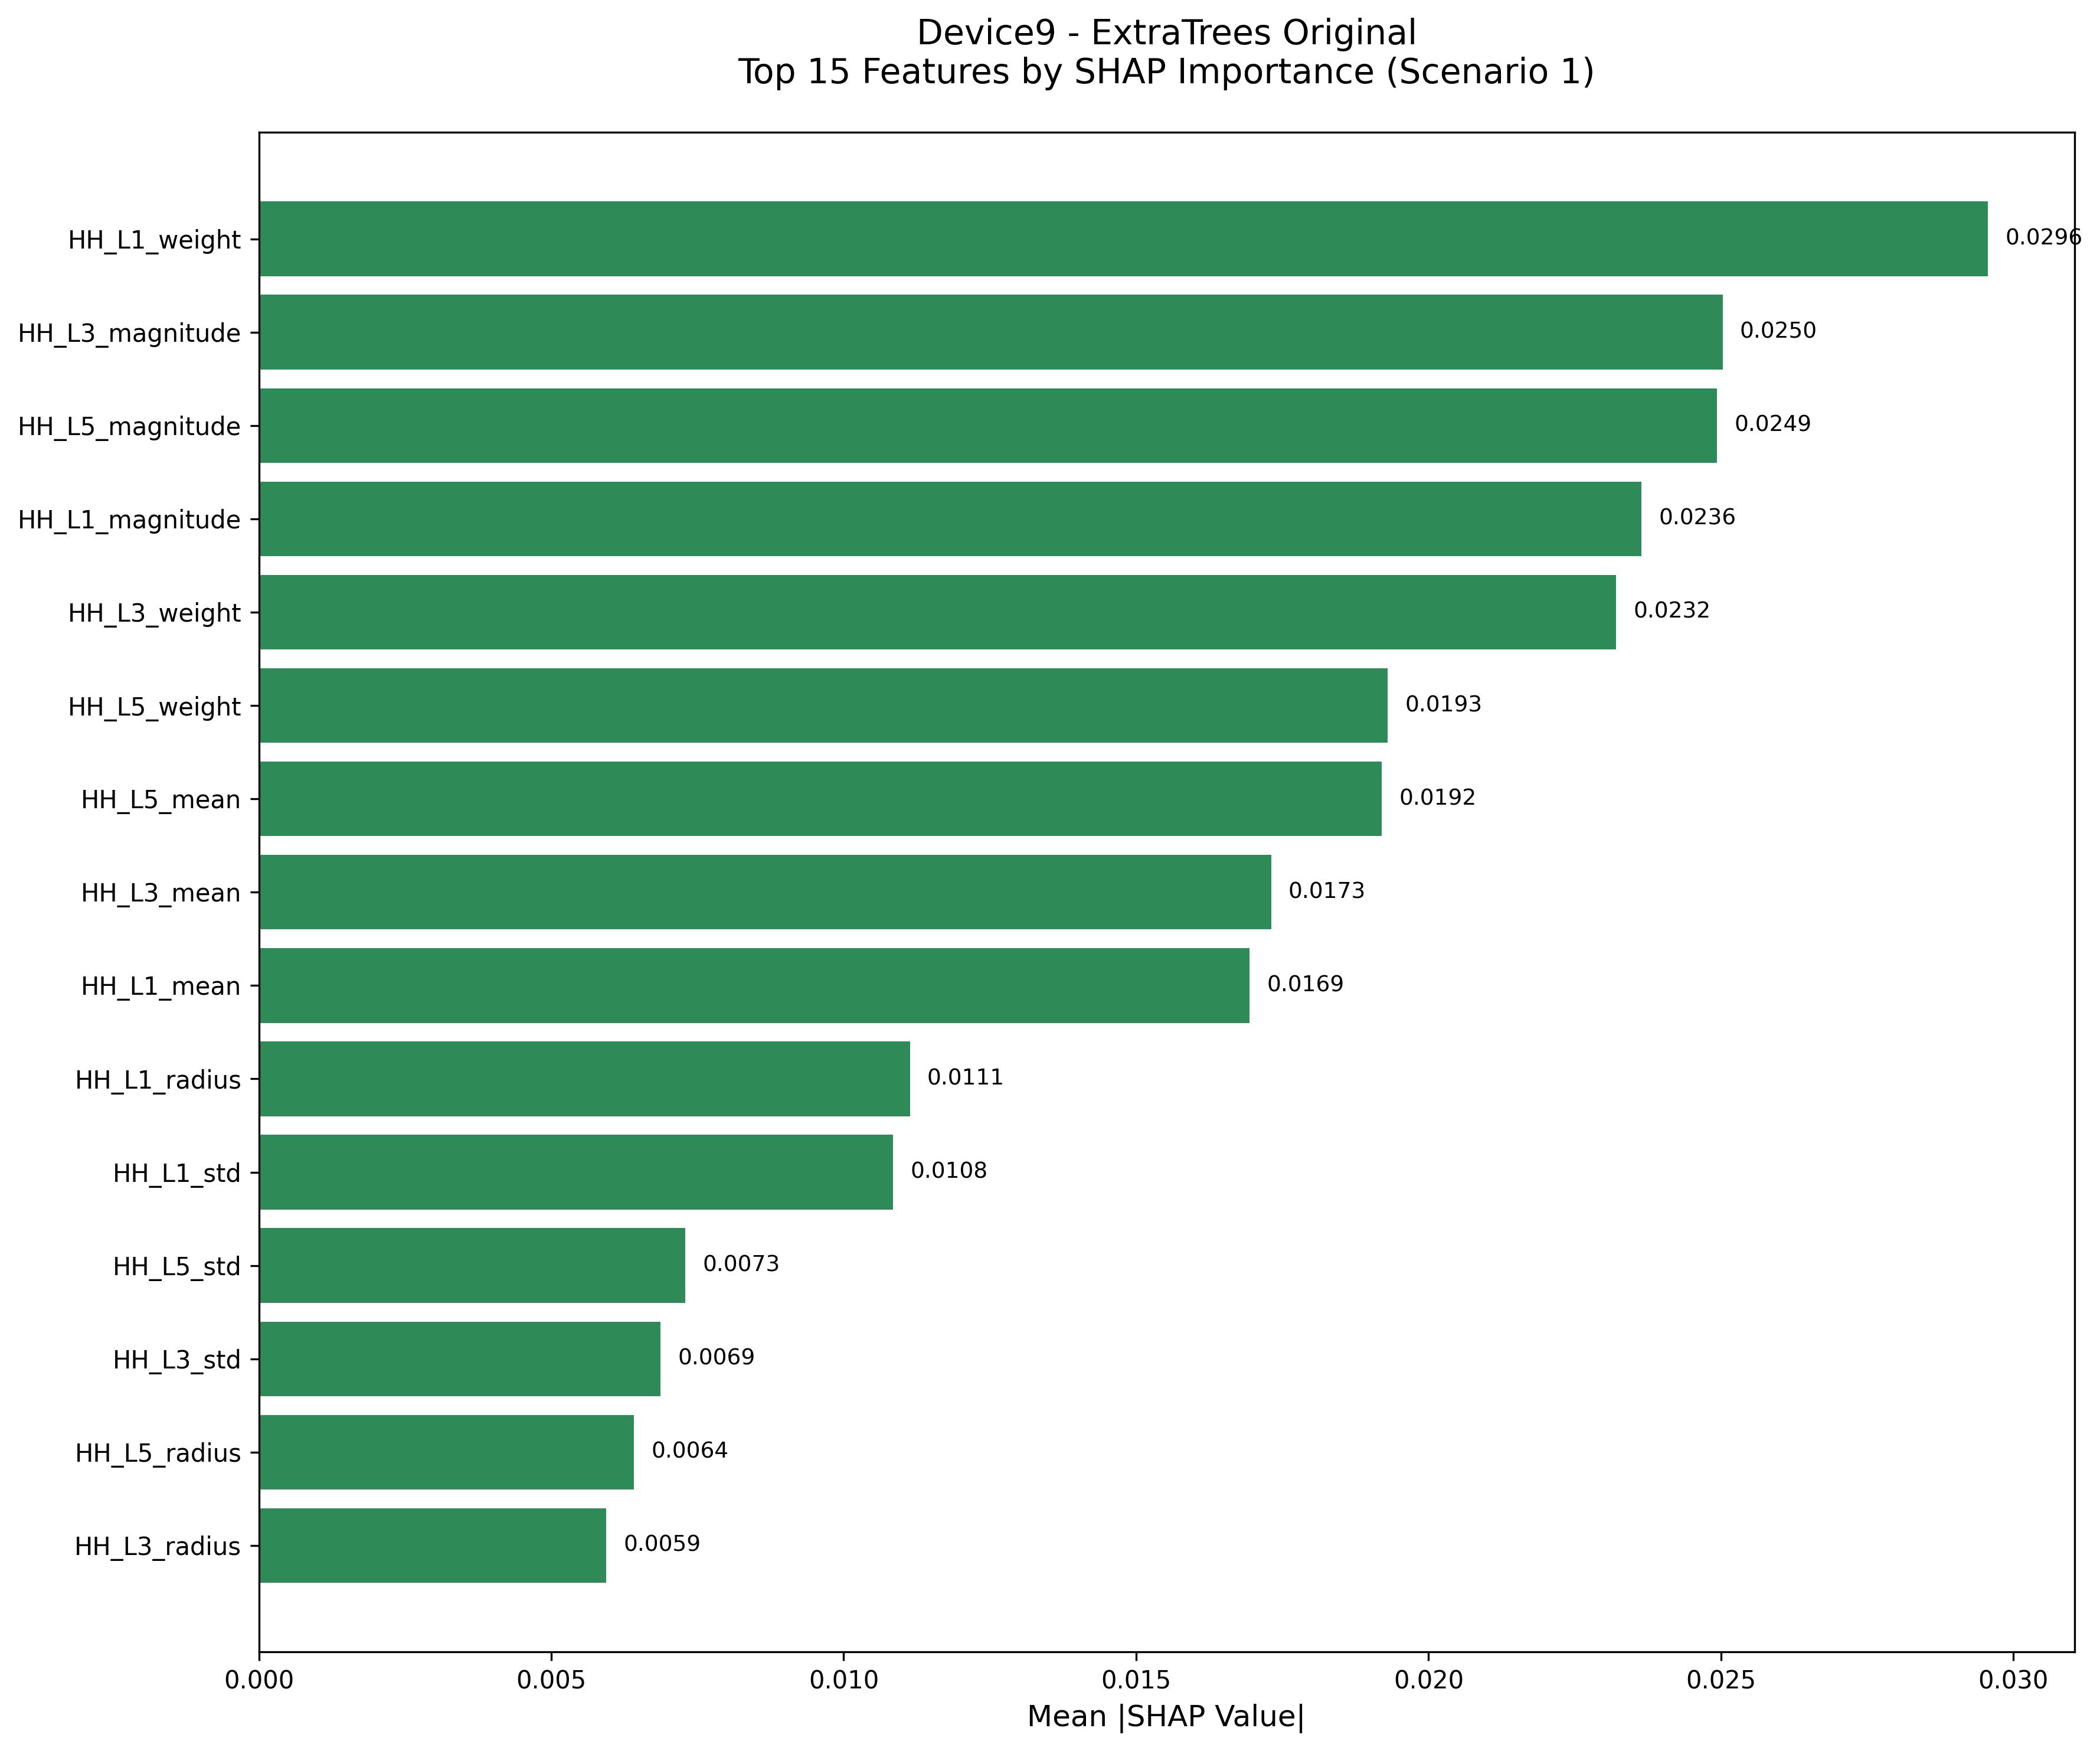 Device9 - ExtraTrees Original
Top 15 Features by SHAP Importance (Scenario 1)
HH_L1_weight 0.0296
HH_L3_magnitude 0.0250
HH_L5_magnitude 0.0249
HH_L1_magnitude 0.0236
HH_L3_weight 0.0232
HH_L5_weight 0.0193
HH_L5_mean 0.0192
HH_L3_mean 0.0173
HH_L1_mean 0.0169
HH_L1_radius 0.0111
HH_L1_std 0.0108
HH_L5_std 0.0073
HH_L3_std 0.0069
HH_L5_radius 0.0064
HH_L3_radius 0.0059
0.000 0.005 0.010 0.015 0.020 0.025 0.030
Mean |SHAP Value|